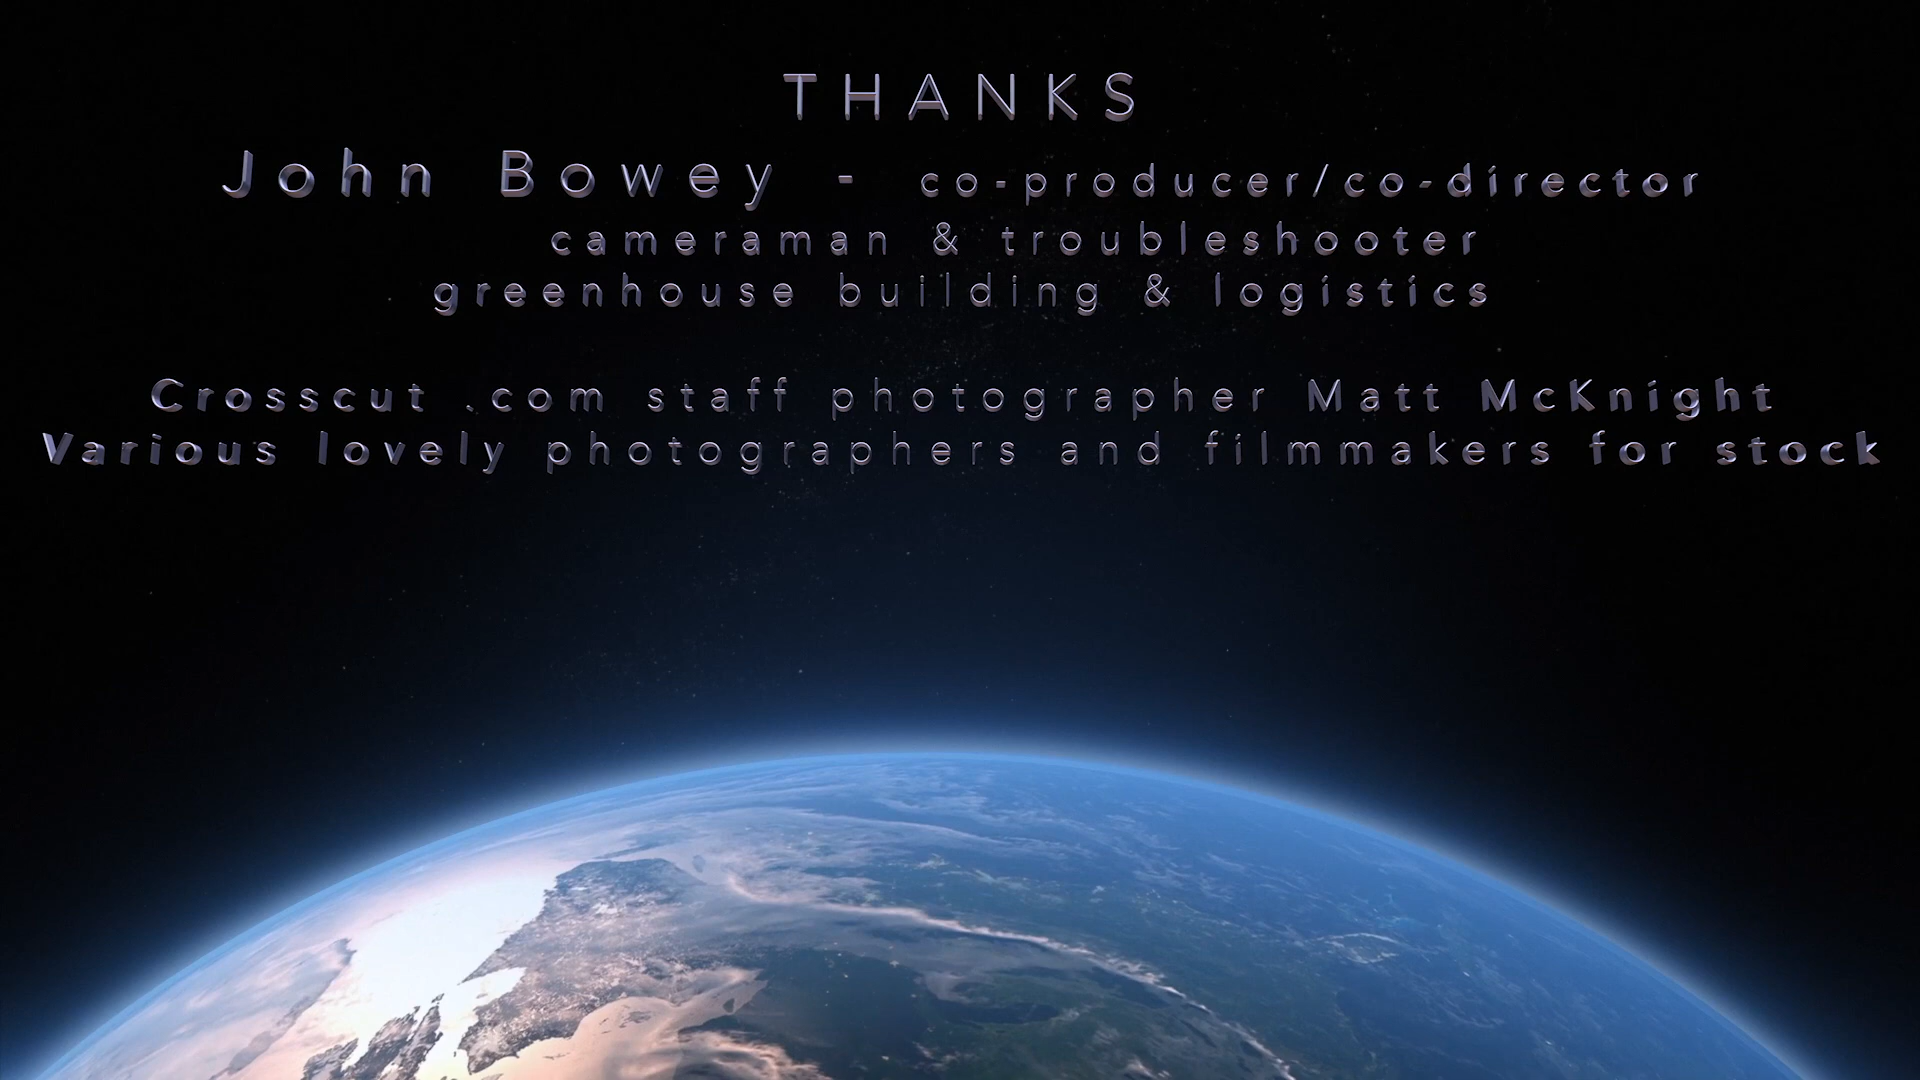 THANKS
John Bowey - co-producer/co-director
cameraman & troubleshooter
greenhouse building & logistics
Crosscut .com staff photographer Matt McKnight
Various lovely photographers and filmmakers for stock